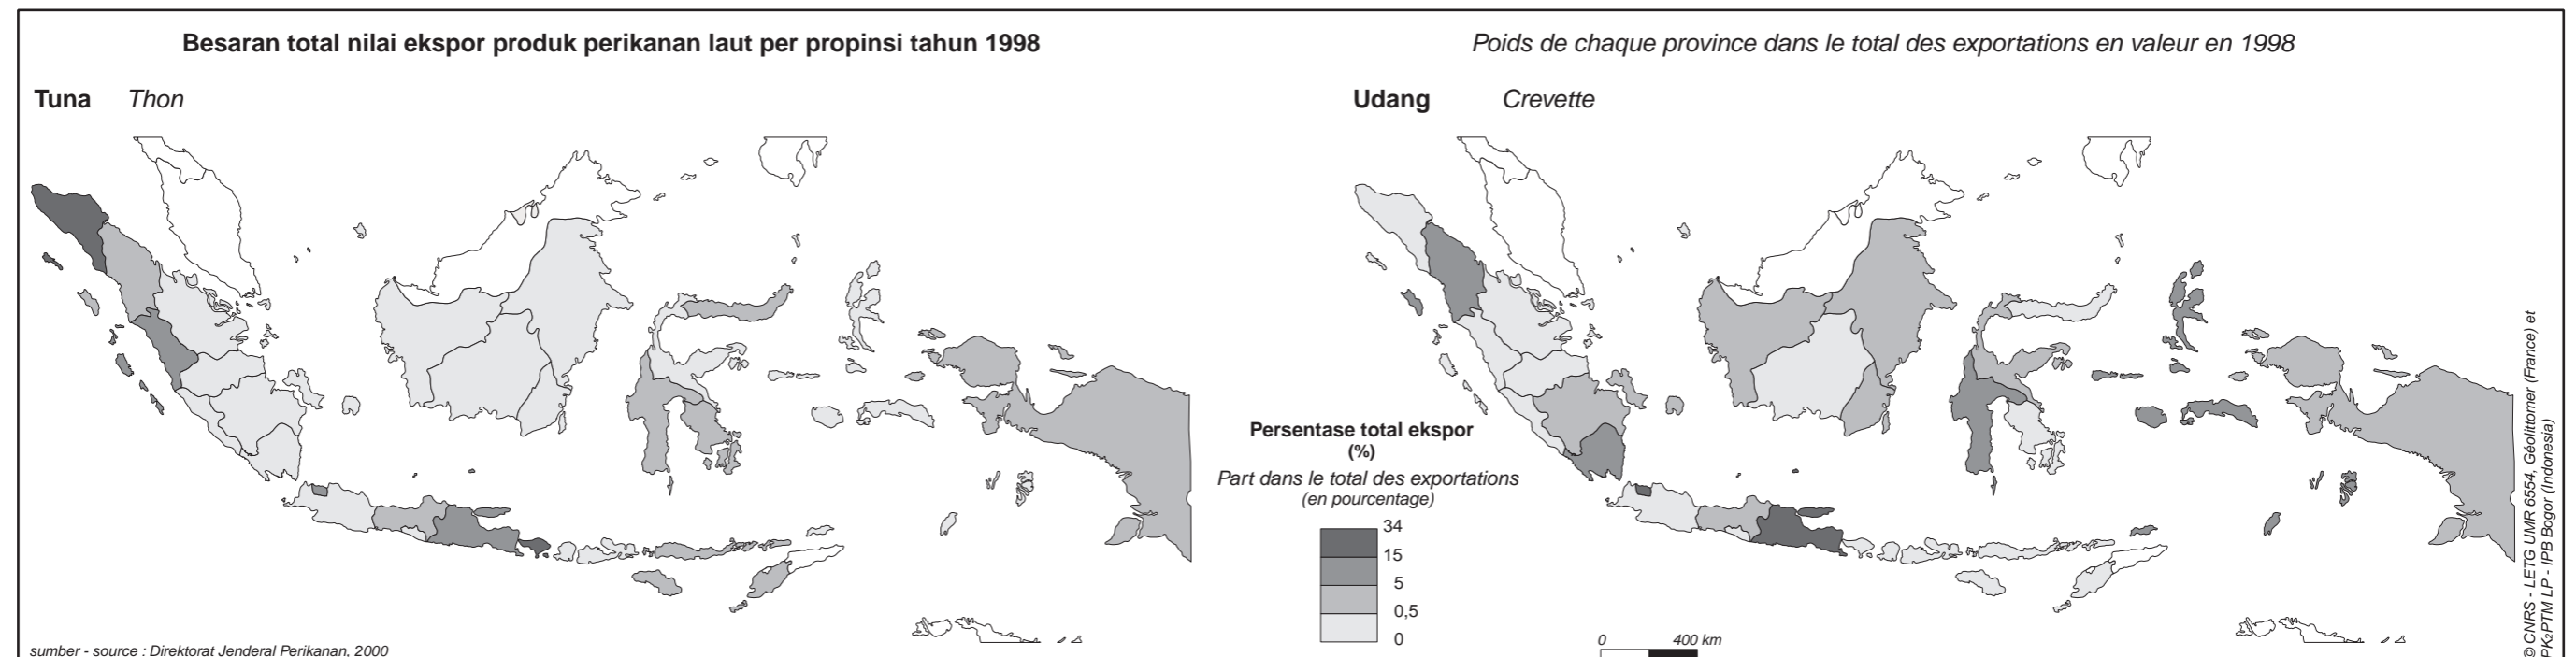 Besaran total nilai ekspor produk perikanan laut per propinsi tahun 1998
Poids de chaque province dans le total des exportations en valeur en 1998
Tuna Thon
Udang Crevette
Persentase total ekspor
(%)
Part dans le total des exportations
(en pourcentage)
34
15
5
0,5
0
0 400 km
sumber - source : Direktorat Jenderal Perikanan, 2000
© CNRS - LETG UMR 6554, Géolittomer (France) et
PK2PTM LP - IPB Bogor (Indonesia)